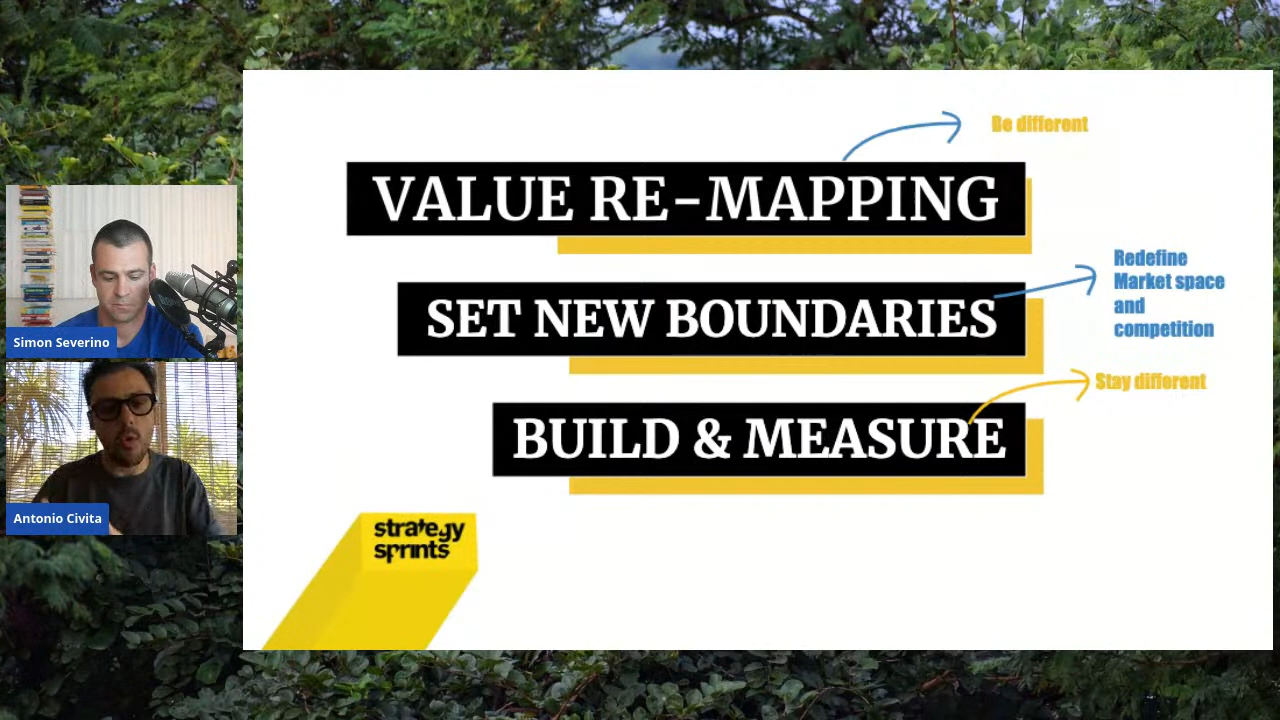 Be different
VALUE RE-MAPPING
Redefine
Market space
and
competition
SET NEW BOUNDARIES
Stay different
BUILD & MEASURE
strategy
sprints
Simon Severino
Antonio Civita